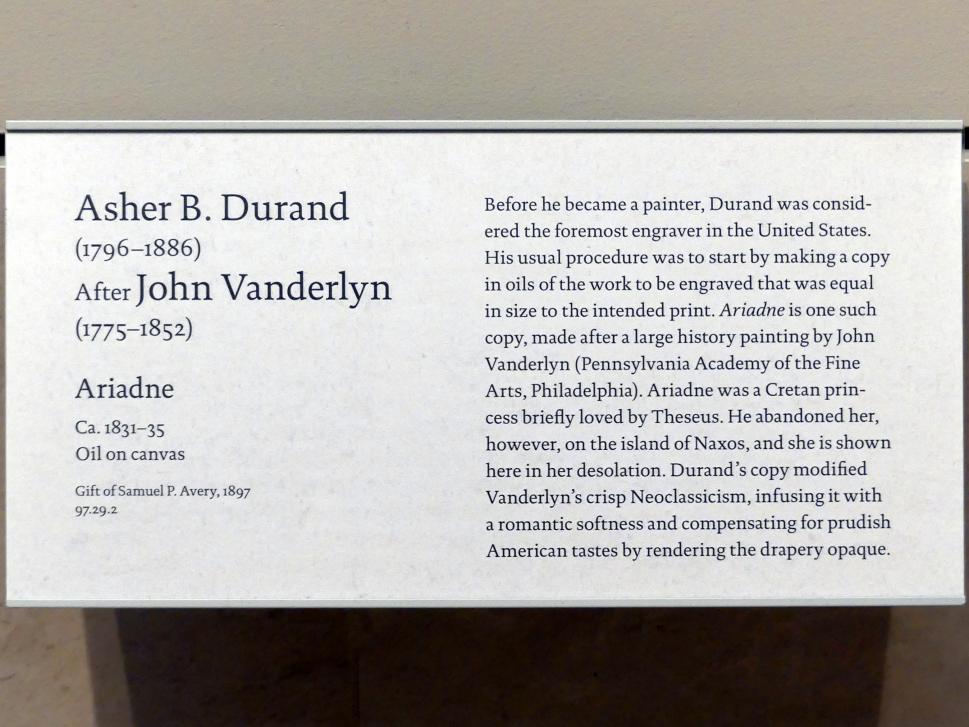 Asher B. Durand
(1796–1886)
After John Vanderlyn
(1775–1852)
Ariadne
Ca. 1831–35
Oil on canvas
Gift of Samuel P. Avery, 1897
97.29.2
Before he became a painter, Durand was consid-
ered the foremost engraver in the United States.
His usual procedure was to start by making a copy
in oils of the work to be engraved that was equal
in size to the intended print. Ariadne is one such
copy, made after a large history painting by John
Vanderlyn (Pennsylvania Academy of the Fine
Arts, Philadelphia). Ariadne was a Cretan prin-
cess briefly loved by Theseus. He abandoned her,
however, on the island of Naxos, and she is shown
here in her desolation. Durand’s copy modified
Vanderlyn’s crisp Neoclassicism, infusing it with
a romantic softness and compensating for prudish
American tastes by rendering the drapery opaque.